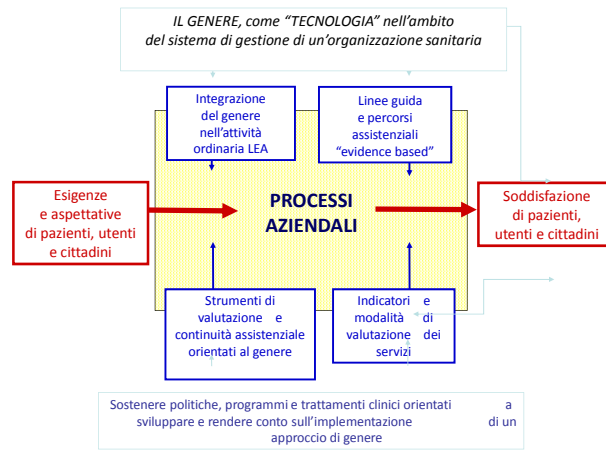 IL GENERE, come “TECNOLOGIA” nell’ambito
del sistema di gestione di un’organizzazione sanitaria
Integrazione
del genere
nell’attività
ordinaria LEA
Linee guida
e percorsi
assistenziali
“evidence based”
Esigenze
e aspettative
di pazienti, utenti
e cittadini
PROCESSI
AZIENDALI
Soddisfazione
di pazienti,
utenti e cittadini
Strumenti di
valutazione e
continuità assistenziale
orientati al genere
Indicatori e
modalità di
valutazione dei
servizi
Sostenere politiche, programmi e trattamenti clinici orientati a
sviluppare e rendere conto sull’implementazione di un
approccio di genere